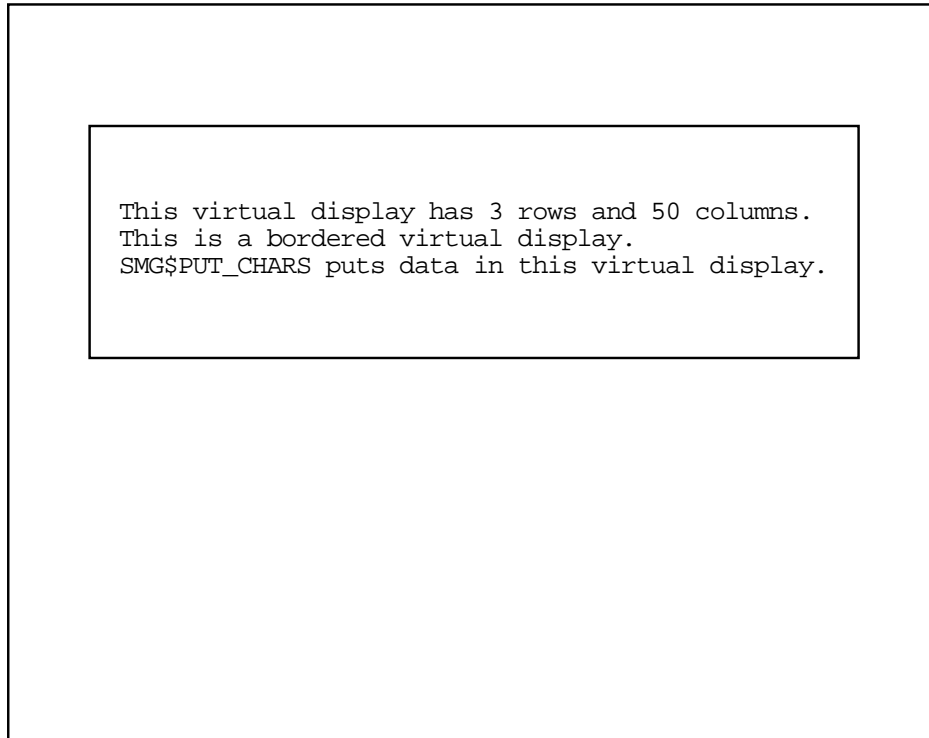 This virtual display has 3 rows and 50 columns.
This is a bordered virtual display.
SMG$PUT_CHARS puts data in this virtual display.